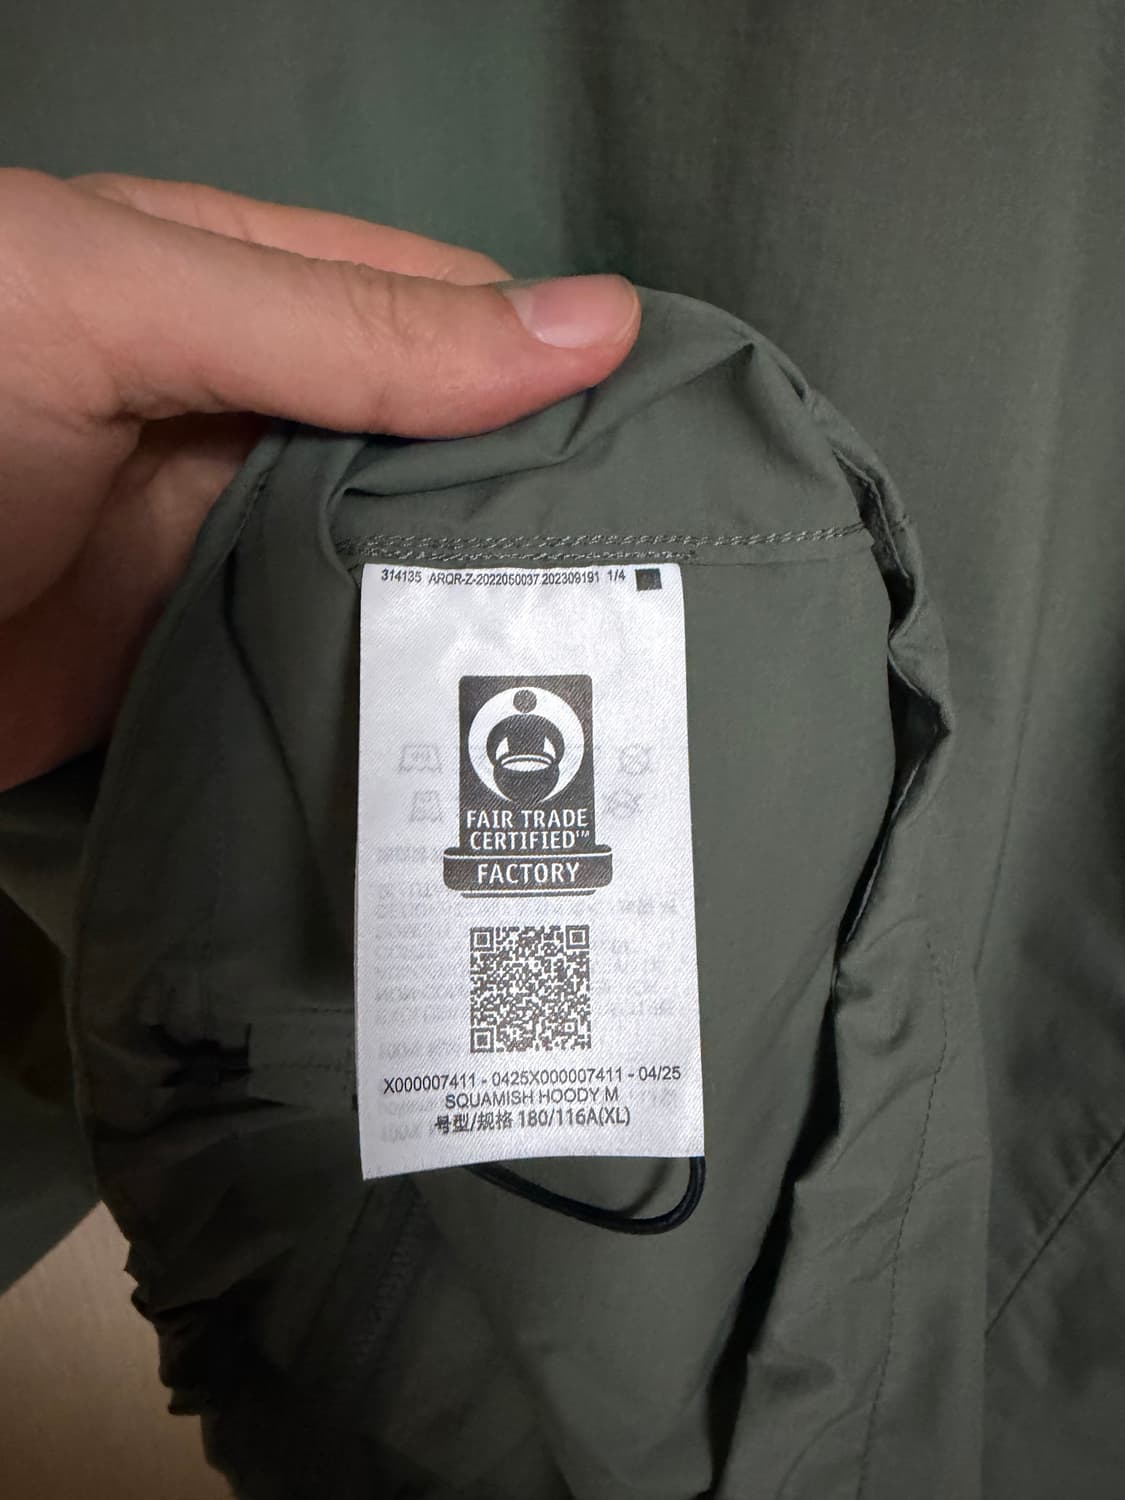 314135 ARQR-Z-2022050037 202309191 1/4
FAIR TRADE
CERTIFIED™
FACTORY
X000007411 - 0425X000007411 - 04/25
SQUAMISH HOODY M
号型/规格 180/116A(XL)